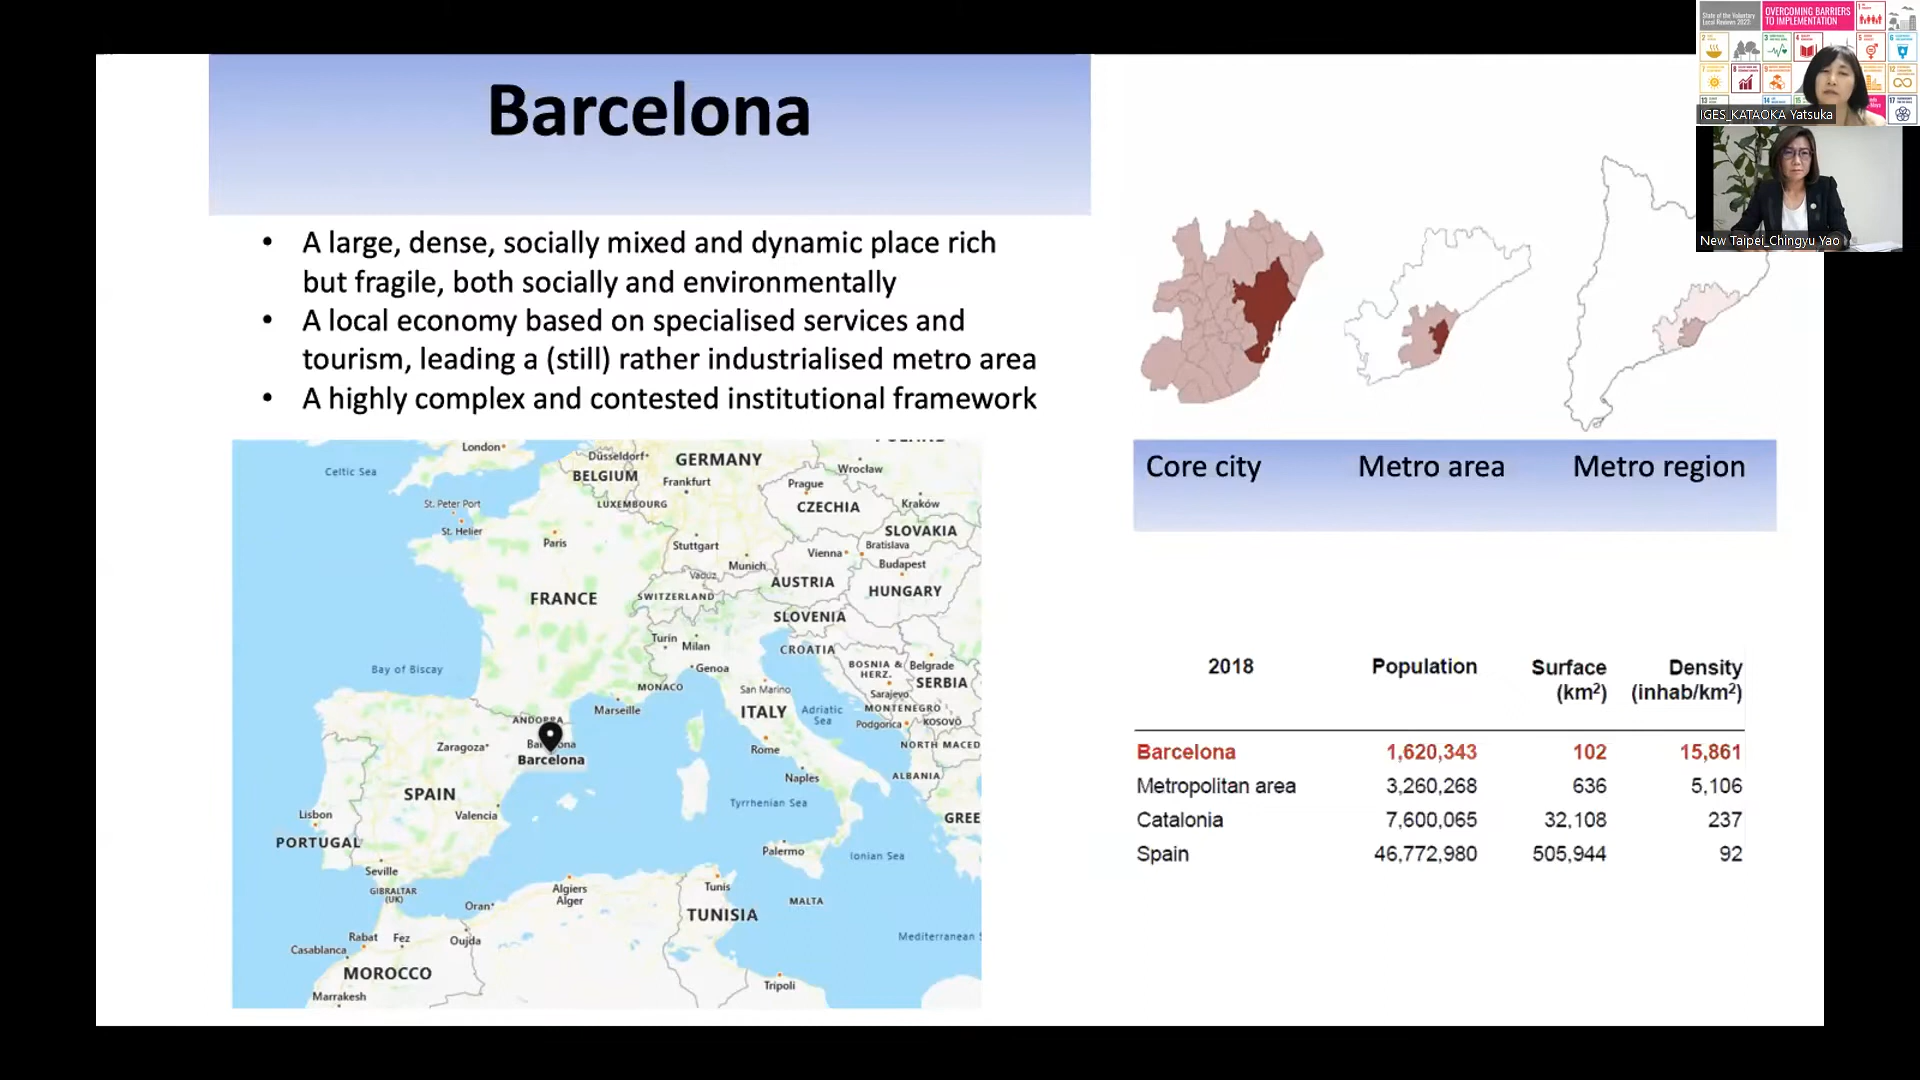 Barcelona
• A large, dense, socially mixed and dynamic place rich
but fragile, both socially and environmentally
• A local economy based on specialised services and
tourism, leading a (still) rather industrialised metro area
• A highly complex and contested institutional framework
London
Celtic Sea
Düsseldorf
BELGIUM
GERMANY
Frankfurt
LUXEMBOURG
Wrocław
Prague
CZECHIA
Kraków
SLOVAKIA
St. Peter Port
St. Helier
Paris
Stuttgart
Munich
Vienna
Bratislava
Budapest
Vaduz
AUSTRIA
HUNGARY
FRANCE
SWITZERLAND
SLOVENIA
Turin
Milan
CROATIA
Genoa
BOSNIA &
HERZ.
Belgrade
SERBIA
Bay of Biscay
MONACO
San Marino
Sarajevo
Marseille
ITALY
Adriatic
Sea
MONTENEGRO
Podgorica
KOSOVO
ANDORRA
Zaragoza
Barcelona
Rome
NORTH MACED
Naples
ALBANIA
SPAIN
Tyrrhenian Sea
Lisbon
Valencia
GREE
PORTUGAL
Palermo
Ionian Sea
Seville
GIBRALTAR
(UK)
Algiers
Alger
Tunis
Oran
MALTA
TUNISIA
Rabat
Fez
Oujda
Mediterranean S
Casablanca
MOROCCO
Tripoli
Marrakesh
Core city Metro area Metro region
2018 Population Surface
(km²) Density
(inhab/km²)
Barcelona 1,620,343 102 15,861
Metropolitan area 3,260,268 636 5,106
Catalonia 7,600,065 32,108 237
Spain 46,772,980 505,944 92
State of the Voluntary
Local Reviews 2022:
OVERCOMING BARRIERS
TO IMPLEMENTATION
IGES_KATAOKA Yatsuka
New Taipei_Chingyu Yao